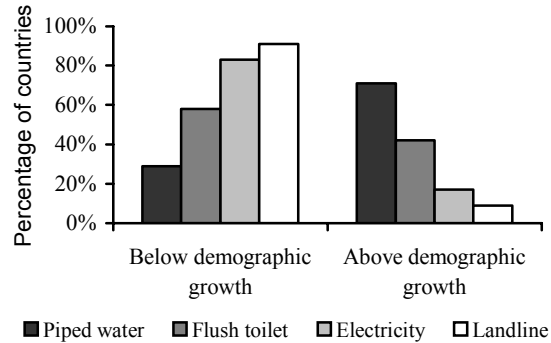 Percentage of countries
100%
80%
60%
40%
20%
0%
Below demographic
growth
Above demographic
growth
Piped water Flush toilet Electricity Landline